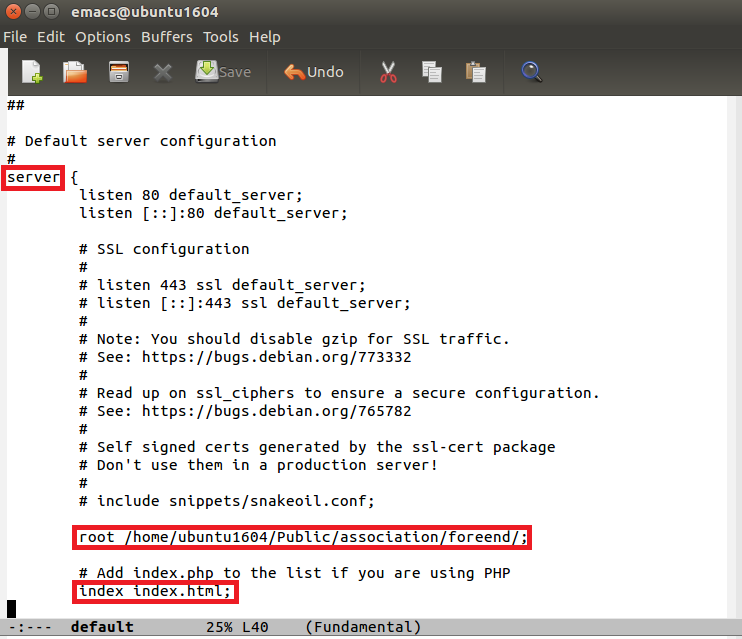 emacs@ubuntu1604
File Edit Options Buffers Tools Help
Save Undo
##
# Default server configuration
#
server {
listen 80 default_server;
listen [::]:80 default_server;
# SSL configuration
#
# listen 443 ssl default_server;
# listen [::]:443 ssl default_server;
#
# Note: You should disable gzip for SSL traffic.
# See: https://bugs.debian.org/773332
#
# Read up on ssl_ciphers to ensure a secure configuration.
# See: https://bugs.debian.org/765782
#
# Self signed certs generated by the ssl-cert package
# Don't use them in a production server!
#
# include snippets/snakeoil.conf;
root /home/ubuntu1604/Public/association/foreend/;
# Add index.php to the list if you are using PHP
index index.html;
-:--- default 25% L40 (Fundamental)